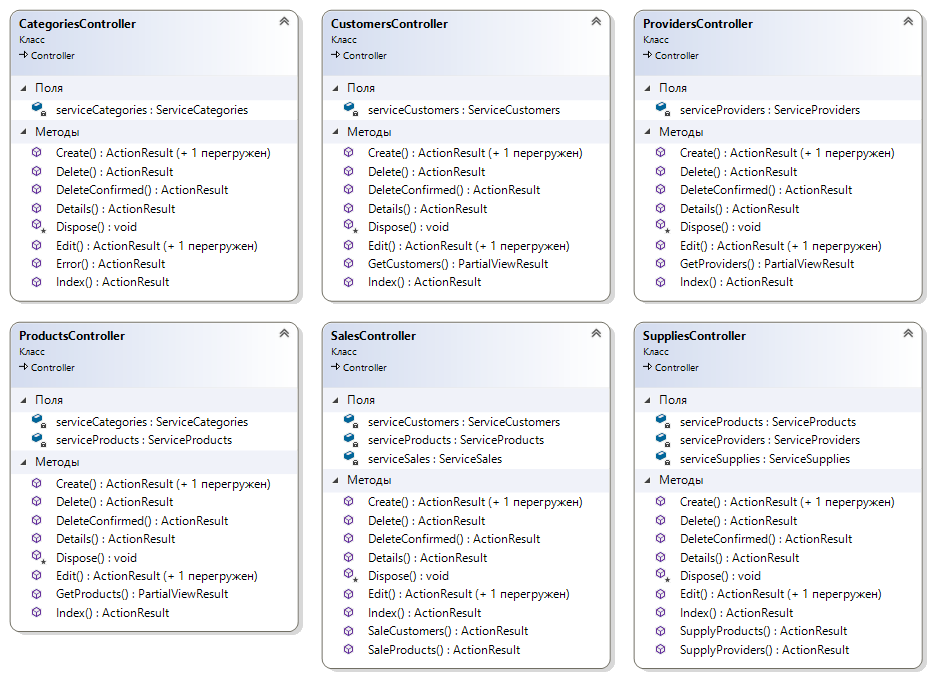 CategoriesController
Класс
Controller
Поля
serviceCategories : ServiceCategories
Методы
Create() : ActionResult (+ 1 перегружен)
Delete() : ActionResult
DeleteConfirmed() : ActionResult
Details() : ActionResult
Dispose() : void
Edit() : ActionResult (+ 1 перегружен)
Error() : ActionResult
Index() : ActionResult
CustomersController
Класс
Controller
Поля
serviceCustomers : ServiceCustomers
Методы
Create() : ActionResult (+ 1 перегружен)
Delete() : ActionResult
DeleteConfirmed() : ActionResult
Details() : ActionResult
Dispose() : void
Edit() : ActionResult (+ 1 перегружен)
GetCustomers() : PartialViewResult
Index() : ActionResult
ProvidersController
Класс
Controller
Поля
serviceProviders : ServiceProviders
Методы
Create() : ActionResult (+ 1 перегружен)
Delete() : ActionResult
DeleteConfirmed() : ActionResult
Details() : ActionResult
Dispose() : void
Edit() : ActionResult (+ 1 перегружен)
GetProviders() : PartialViewResult
Index() : ActionResult
ProductsController
Класс
Controller
Поля
serviceCategories : ServiceCategories
serviceProducts : ServiceProducts
Методы
Create() : ActionResult (+ 1 перегружен)
Delete() : ActionResult
DeleteConfirmed() : ActionResult
Details() : ActionResult
Dispose() : void
Edit() : ActionResult (+ 1 перегружен)
GetProducts() : PartialViewResult
Index() : ActionResult
SalesController
Класс
Controller
Поля
serviceCustomers : ServiceCustomers
serviceProducts : ServiceProducts
serviceSales : ServiceSales
Методы
Create() : ActionResult (+ 1 перегружен)
Delete() : ActionResult
DeleteConfirmed() : ActionResult
Details() : ActionResult
Dispose() : void
Edit() : ActionResult (+ 1 перегружен)
Index() : ActionResult
SaleCustomers() : ActionResult
SaleProducts() : ActionResult
SuppliesController
Класс
Controller
Поля
serviceProducts : ServiceProducts
serviceProviders : ServiceProviders
serviceSupplies : ServiceSupplies
Методы
Create() : ActionResult (+ 1 перегружен)
Delete() : ActionResult
DeleteConfirmed() : ActionResult
Details() : ActionResult
Dispose() : void
Edit() : ActionResult (+ 1 перегружен)
Index() : ActionResult
SupplyProducts() : ActionResult
SupplyProviders() : ActionResult